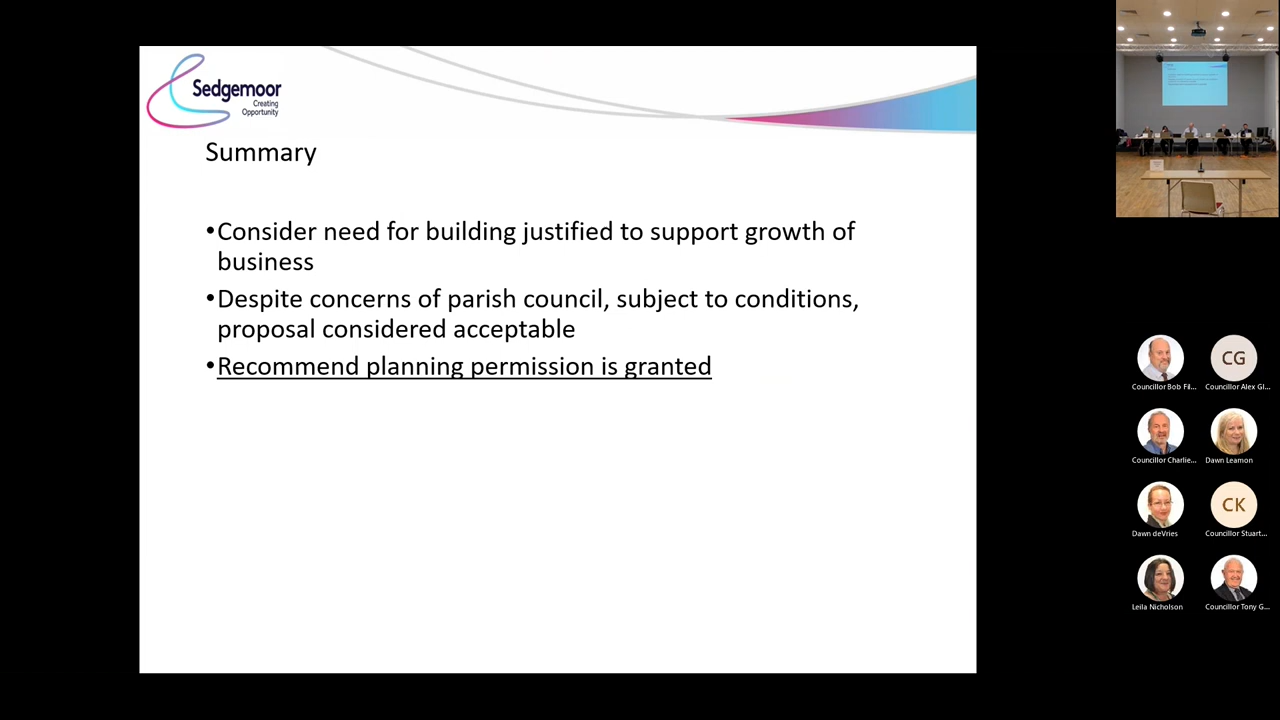 Sedgemoor
Creating
Opportunity
Summary
•Consider need for building justified to support growth of
business
•Despite concerns of parish council, subject to conditions,
proposal considered acceptable
•Recommend planning permission is granted
CG
Councillor Bob Fil...
Councillor Alex Gl...
Councillor Charlie...
Dawn Leamon
CK
Dawn deVries
Councillor Stuart...
Leila Nicholson
Councillor Tony G...